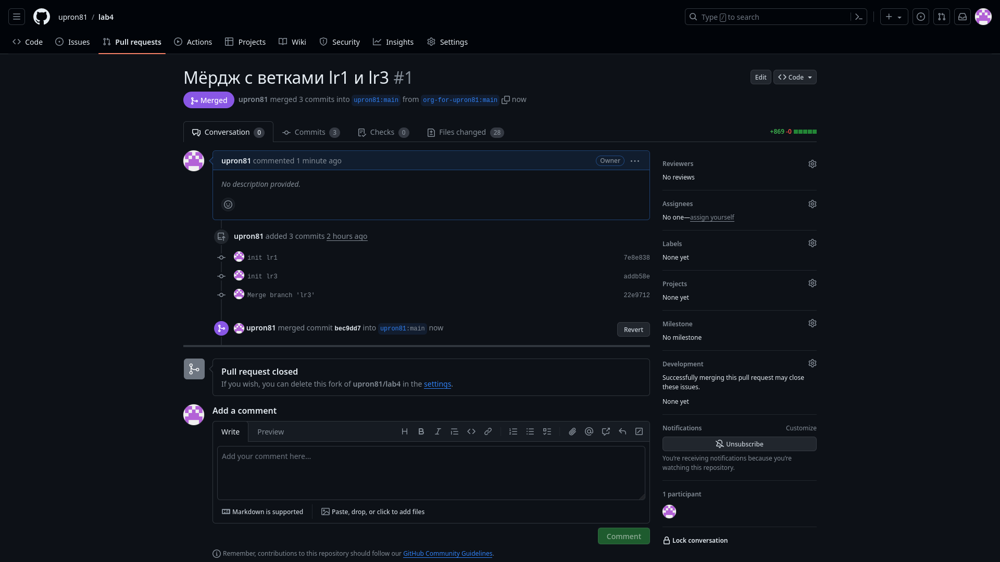 upron81 / lab4
Type / to search
Code
Issues
Pull requests
Actions
Projects
Wiki
Security
Insights
Settings
Мёрдж с ветками lr1 и lr3 #1
Edit
Code
Merged
upron81 merged 3 commits into upron81:main from org-for-upron81:main now
Conversation 0
Commits 3
Checks 0
Files changed 28
+869 -0
upron81 commented 1 minute ago
Owner
No description provided.
upron81 added 3 commits 2 hours ago
init lr1 7e8e838
init lr3 addb58e
Merge branch 'lr3' 22e9712
upron81 merged commit bec9dd7 into upron81:main now
Revert
Pull request closed
If you wish, you can delete this fork of upron81/lab4 in the settings.
Add a comment
Write
Preview
Add your comment here...
Markdown is supported
Paste, drop, or click to add files
Comment
Remember, contributions to this repository should follow our GitHub Community Guidelines.
Reviewers
No reviews
Assignees
No one—assign yourself
Labels
None yet
Projects
None yet
Milestone
No milestone
Development
Successfully merging this pull request may close
these issues.
None yet
Notifications
Customize
Unsubscribe
You're receiving notifications because you're
watching this repository.
1 participant
Lock conversation